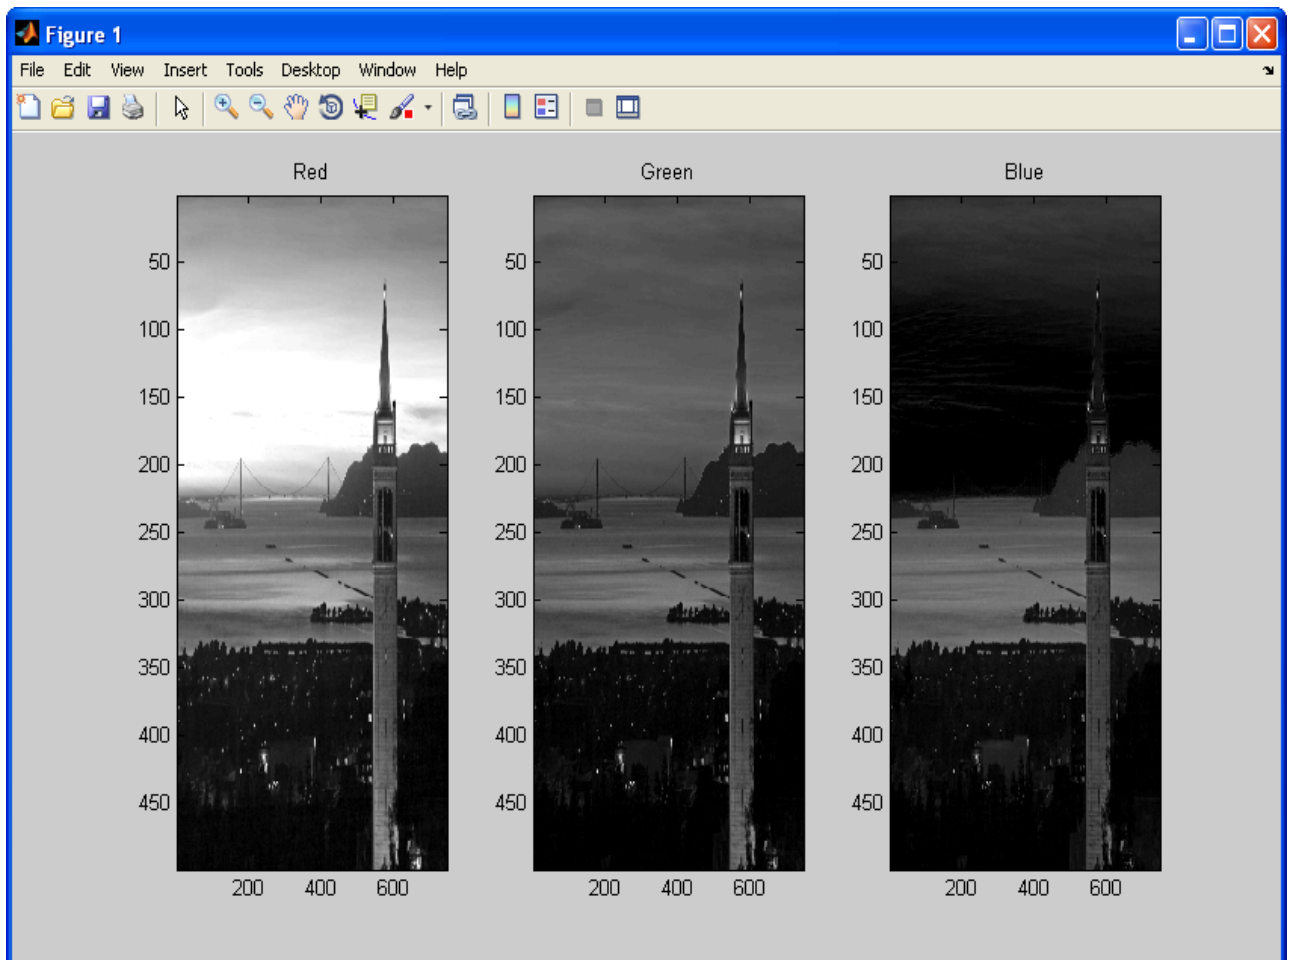 Figure 1
File Edit View Insert Tools Desktop Window Help
Red Green Blue
50 50 50
100 100 100
150 150 150
200 200 200
250 250 250
300 300 300
350 350 350
400 400 400
450 450 450
200 400 600 200 400 600 200 400 600